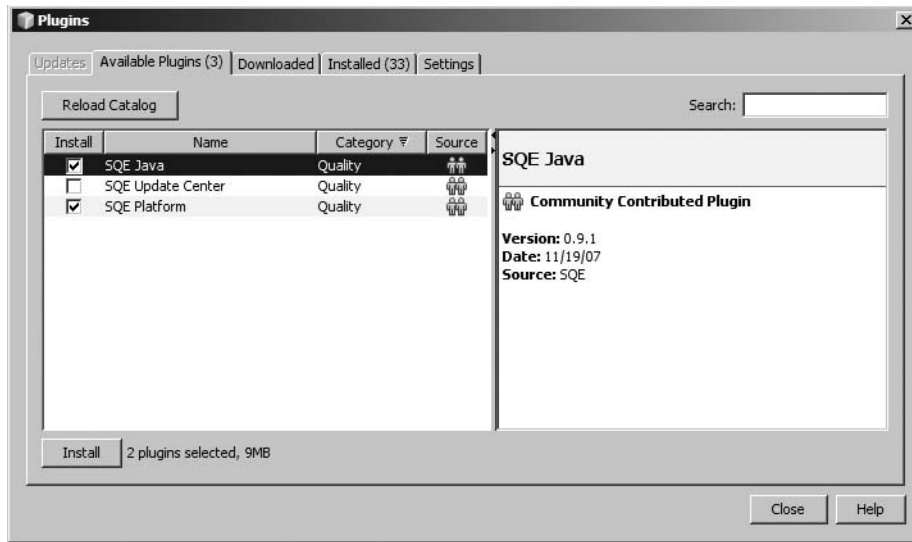 Plugins
Updates Available Plugins (3) Downloaded Installed (33) Settings
Reload Catalog Search:
Install Name Category Source
SQE Java Quality
SQE Update Center Quality
SQE Platform Quality
SQE Java
Community Contributed Plugin
Version: 0.9.1
Date: 11/19/07
Source: SQE
Install 2 plugins selected, 9MB
Close Help